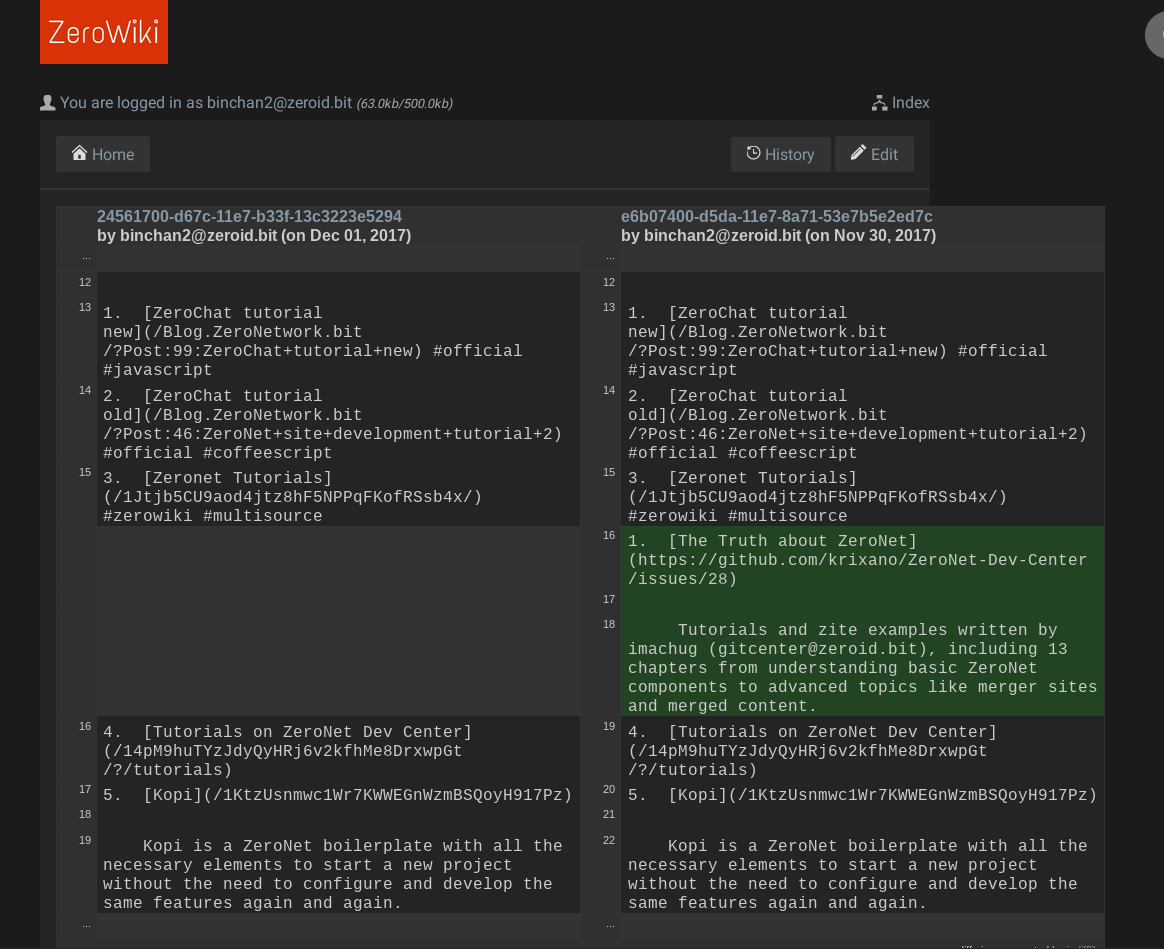 ZeroWiki
You are logged in as binchan2@zeroid.bit (63.0kb/500.0kb)
Index
Home
History
Edit
24561700-d67c-11e7-b33f-13c3223e5294
by binchan2@zeroid.bit (on Dec 01, 2017)
...
12
13
1.  [ZeroChat tutorial
new](/Blog.ZeroNetwork.bit
/?Post:99:ZeroChat+tutorial+new) #official
#javascript
14
2.  [ZeroChat tutorial
old](/Blog.ZeroNetwork.bit
/?Post:46:ZeroNet+site+development+tutorial+2)
#official #coffeescript
15
3.  [Zeronet Tutorials]
(/1Jtjb5CU9aod4jtz8hF5NPPqFKofRSsb4x/)
#zerowiki #multisource
16
4.  [Tutorials on ZeroNet Dev Center]
(/14pM9huTYzJdyQyHRj6v2kfhMe8DrxwpGt
/?/tutorials)
17
5.  [Kopi](/1KtzUsnmwc1Wr7KWWEGnWzmBSQoyH917Pz)
18
19
Kopi is a ZeroNet boilerplate with all the
necessary elements to start a new project
without the need to configure and develop the
same features again and again.
...
e6b07400-d5da-11e7-8a71-53e7b5e2ed7c
by binchan2@zeroid.bit (on Nov 30, 2017)
...
12
13
1.  [ZeroChat tutorial
new](/Blog.ZeroNetwork.bit
/?Post:99:ZeroChat+tutorial+new) #official
#javascript
14
2.  [ZeroChat tutorial
old](/Blog.ZeroNetwork.bit
/?Post:46:ZeroNet+site+development+tutorial+2)
#official #coffeescript
15
3.  [Zeronet Tutorials]
(/1Jtjb5CU9aod4jtz8hF5NPPqFKofRSsb4x/)
#zerowiki #multisource
16
1.  [The Truth about ZeroNet]
(https://github.com/krixano/ZeroNet-Dev-Center
/issues/28)
17
18
Tutorials and zite examples written by
imachug (gitcenter@zeroid.bit), including 13
chapters from understanding basic ZeroNet
components to advanced topics like merger sites
and merged content.
19
4.  [Tutorials on ZeroNet Dev Center]
(/14pM9huTYzJdyQyHRj6v2kfhMe8DrxwpGt
/?/tutorials)
20
5.  [Kopi](/1KtzUsnmwc1Wr7KWWEGnWzmBSQoyH917Pz)
21
22
Kopi is a ZeroNet boilerplate with all the
necessary elements to start a new project
without the need to configure and develop the
same features again and again.
...